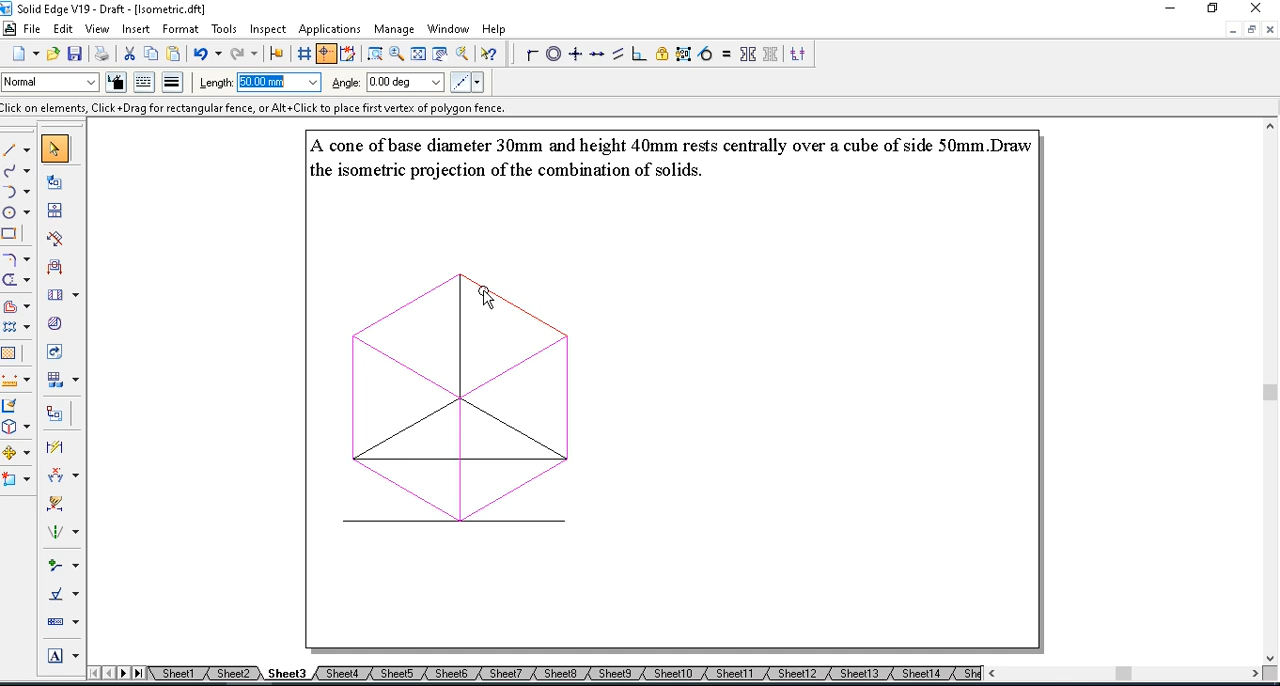 Solid Edge V19 - Draft - [Isometric.dft]
File Edit View Insert Format Tools Inspect Applications Manage Window Help
Normal Length: 50.00 mm Angle: 0.00 deg
Click on elements, Click+Drag for rectangular fence, or Alt+Click to place first vertex of polygon fence.
A cone of base diameter 30mm and height 40mm rests centrally over a cube of side 50mm.Draw
the isometric projection of the combination of solids.
A
Sheet1 Sheet2 Sheet3 Sheet4 Sheet5 Sheet6 Sheet7 Sheet8 Sheet9 Sheet10 Sheet11 Sheet12 Sheet13 Sheet14 She